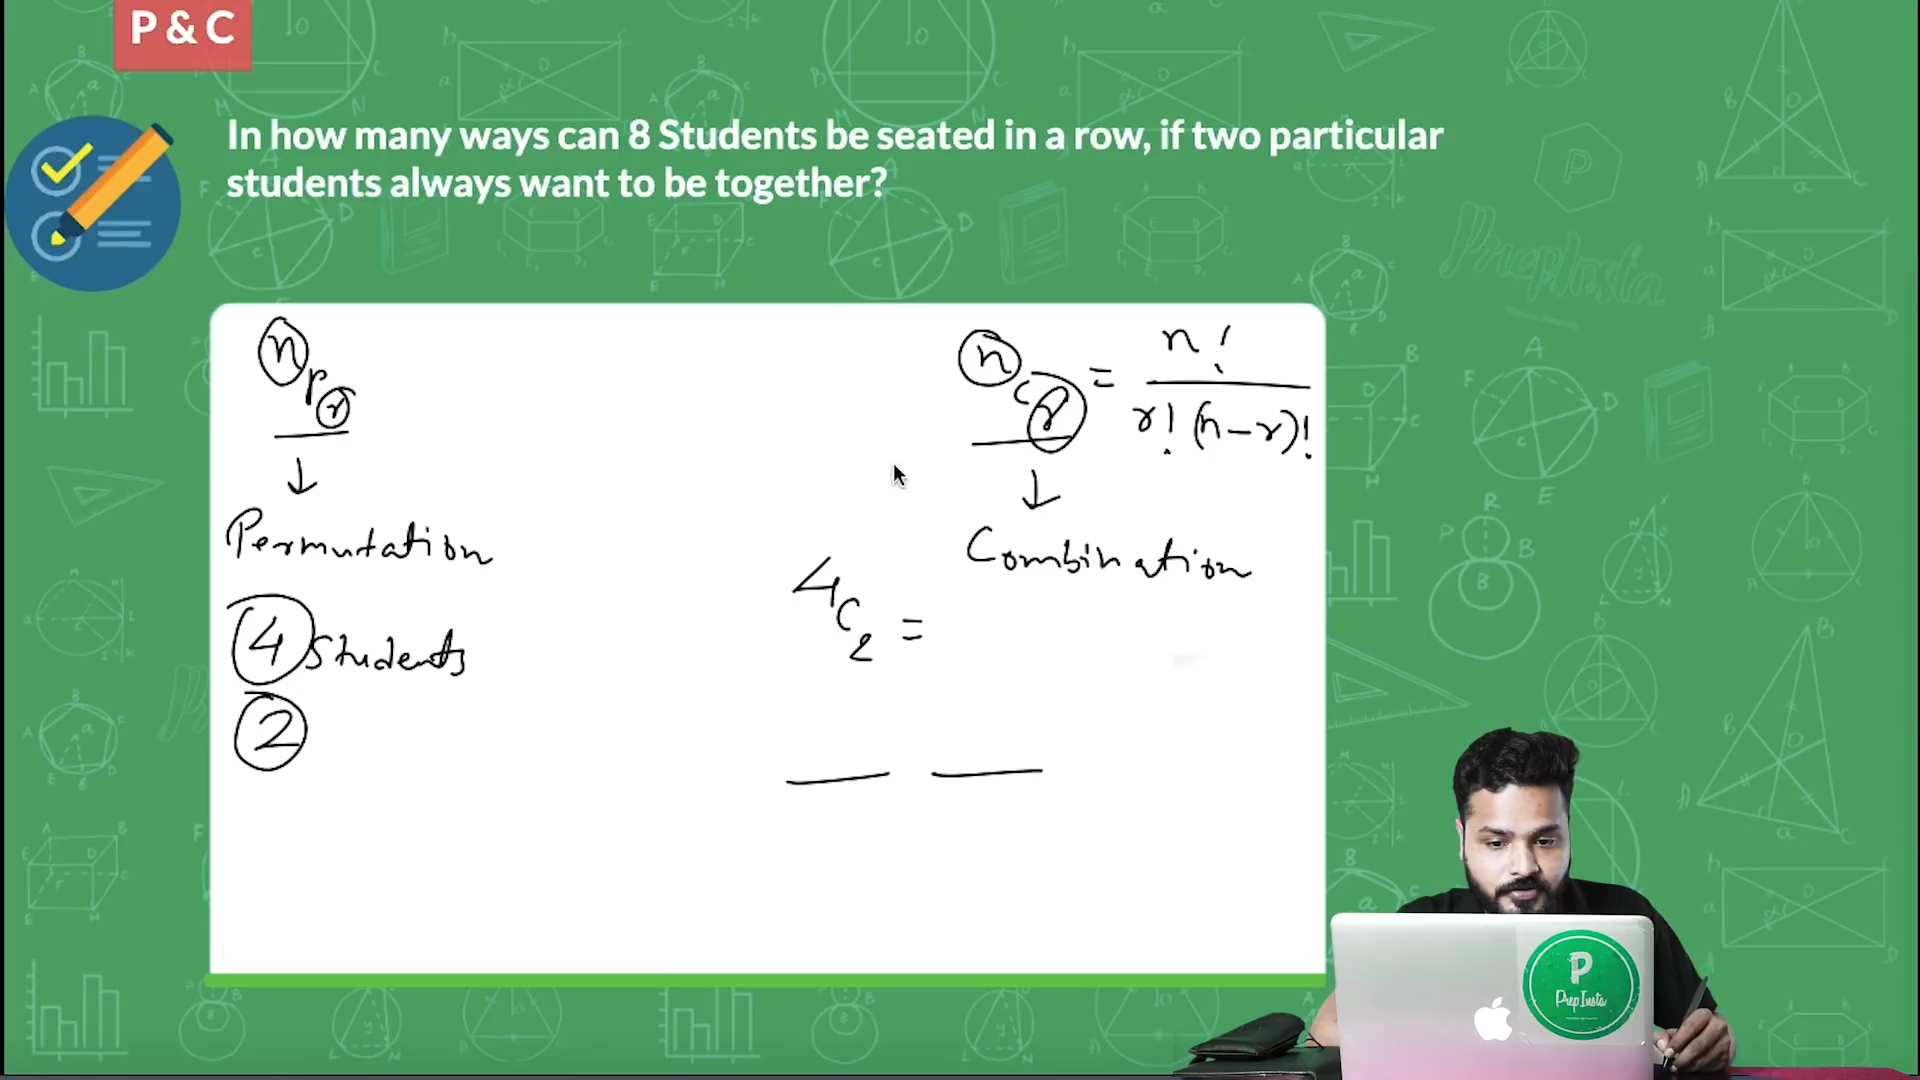 P & C
In how many ways can 8 Students be seated in a row, if two particular
students always want to be together?
nPr
nCr = n! / r! (n-r)!
↓
↓
Permutation
Combination
4C2 =
4 Students
2
P
PrepInsta